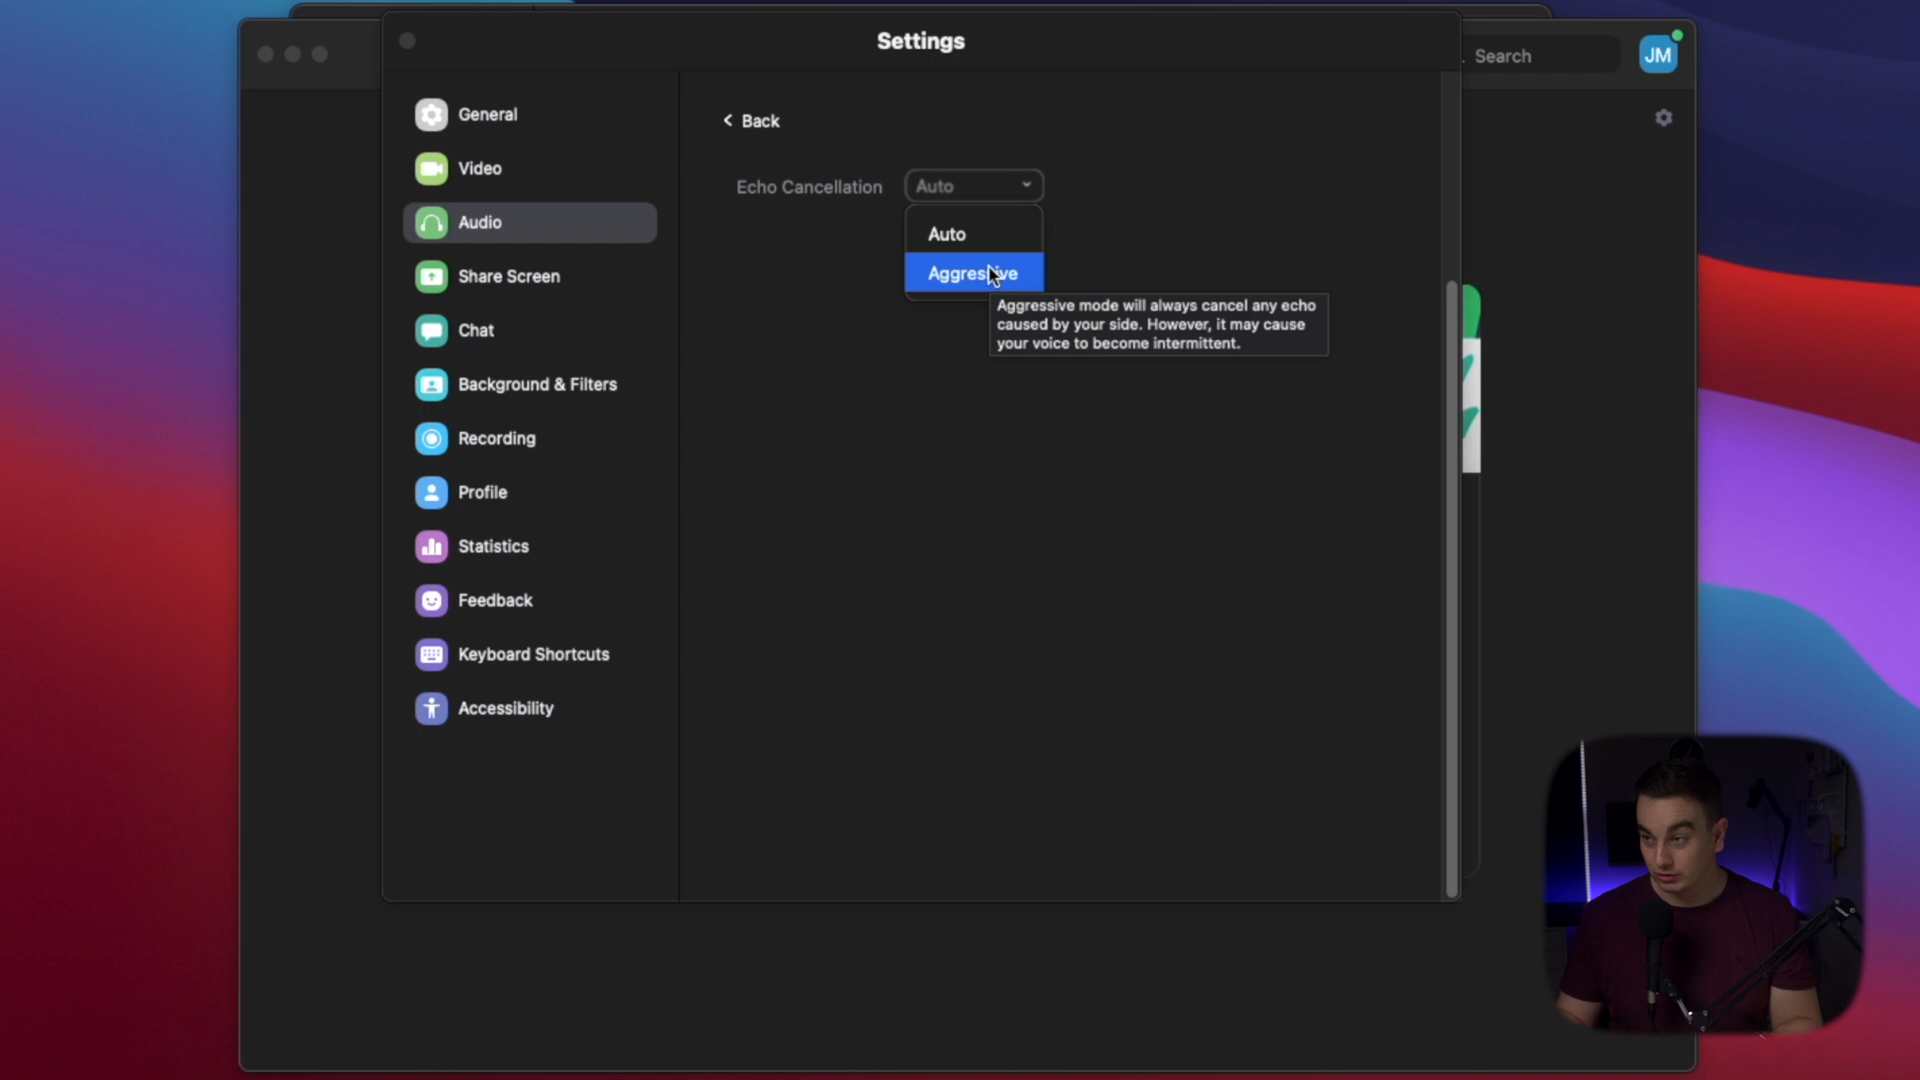 Settings
Search
JM
General
Video
Audio
Share Screen
Chat
Background & Filters
Recording
Profile
Statistics
Feedback
Keyboard Shortcuts
Accessibility
Back
Echo Cancellation
Auto
Auto
Aggressive
Aggressive mode will always cancel any echo
caused by your side. However, it may cause
your voice to become intermittent.